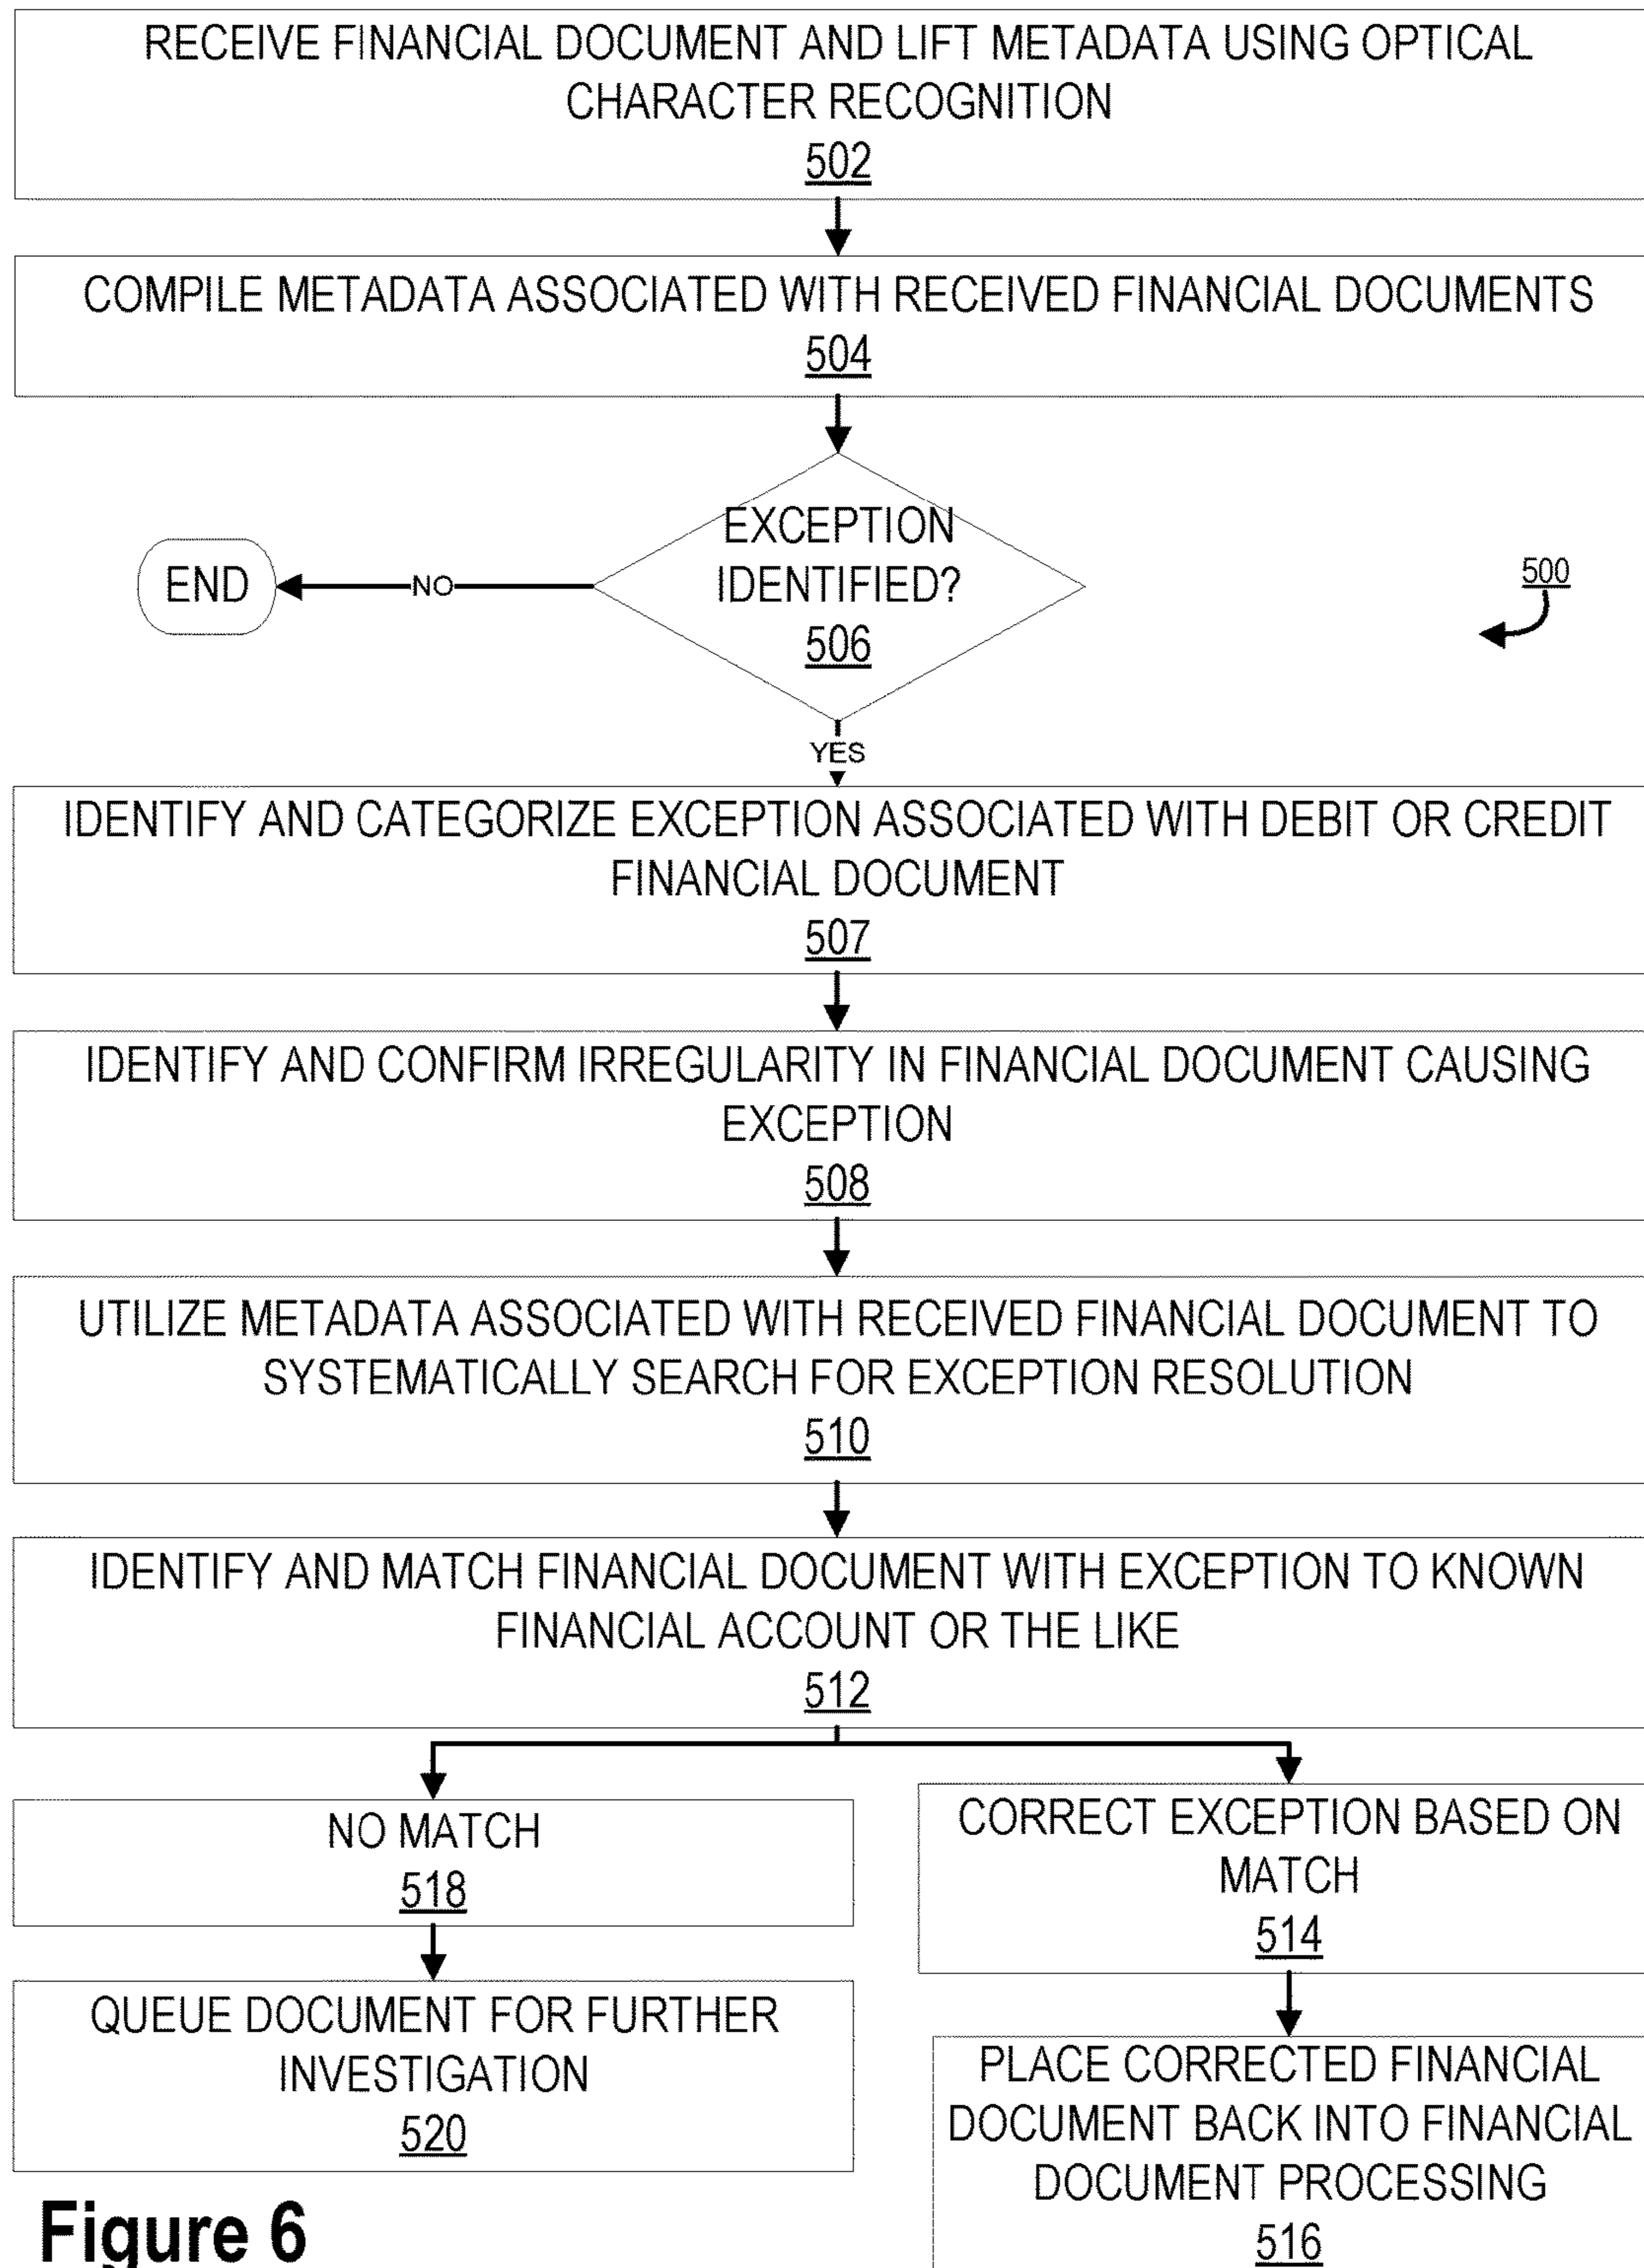 RECEIVE FINANCIAL DOCUMENT AND LIFT METADATA USING OPTICAL
CHARACTER RECOGNITION
502
COMPILE METADATA ASSOCIATED WITH RECEIVED FINANCIAL DOCUMENTS
504
EXCEPTION
IDENTIFIED?
506
NO
END
500
YES
IDENTIFY AND CATEGORIZE EXCEPTION ASSOCIATED WITH DEBIT OR CREDIT
FINANCIAL DOCUMENT
507
IDENTIFY AND CONFIRM IRREGULARITY IN FINANCIAL DOCUMENT CAUSING
EXCEPTION
508
UTILIZE METADATA ASSOCIATED WITH RECEIVED FINANCIAL DOCUMENT TO
SYSTEMATICALLY SEARCH FOR EXCEPTION RESOLUTION
510
IDENTIFY AND MATCH FINANCIAL DOCUMENT WITH EXCEPTION TO KNOWN
FINANCIAL ACCOUNT OR THE LIKE
512
NO MATCH
518
QUEUE DOCUMENT FOR FURTHER
INVESTIGATION
520
CORRECT EXCEPTION BASED ON
MATCH
514
PLACE CORRECTED FINANCIAL
DOCUMENT BACK INTO FINANCIAL
DOCUMENT PROCESSING
516
Figure 6